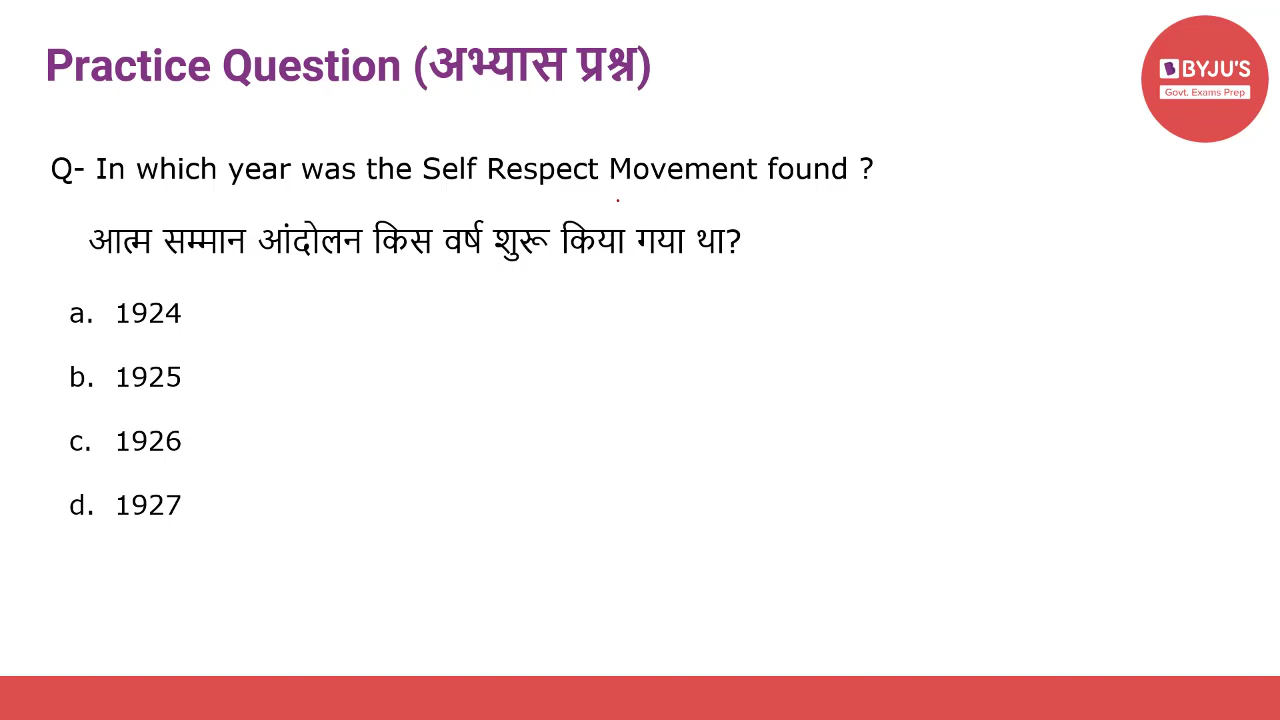 Practice Question (अभ्यास प्रश्न)
BYJU'S
Govt. Exams Prep
Q- In which year was the Self Respect Movement found ?
आत्म सम्मान आंदोलन किस वर्ष शुरू किया गया था?
a. 1924
b. 1925
c. 1926
d. 1927